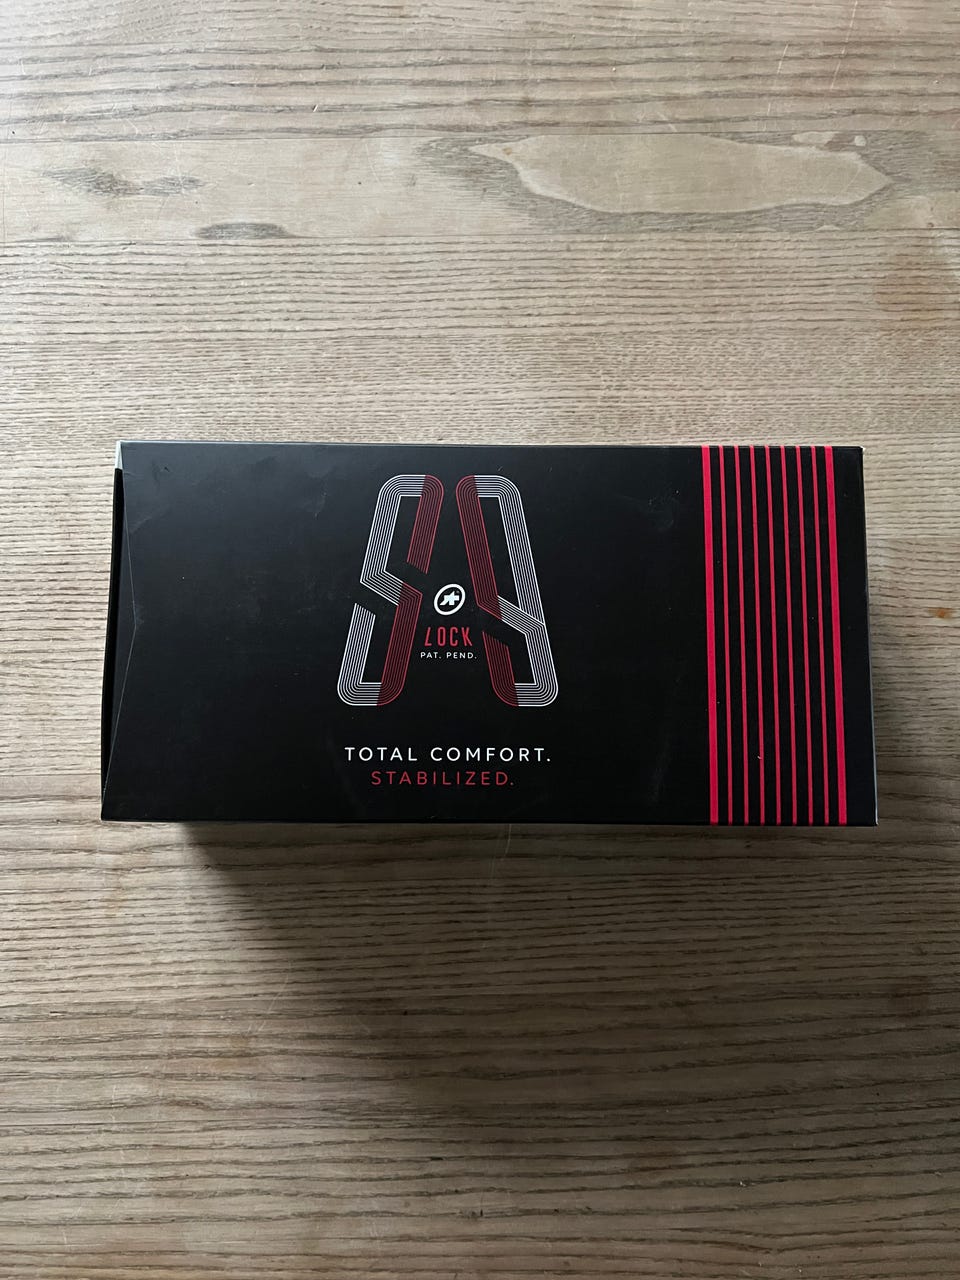 LOCK
PAT. PEND.
TOTAL COMFORT.
STABILIZED.